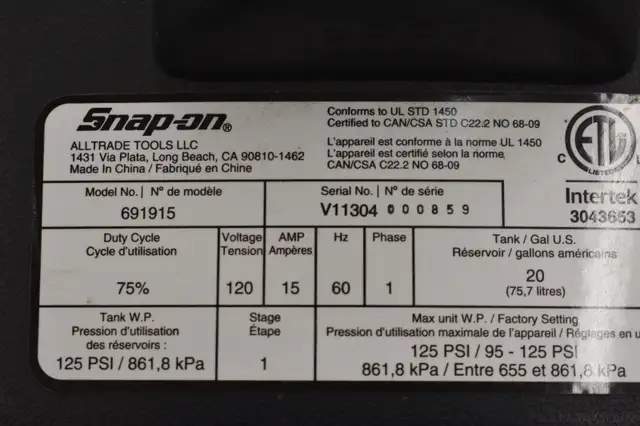 Snap-on®
ALLTRADE TOOLS LLC
1431 Via Plata, Long Beach, CA 90810-1462
Made In China / Fabriqué en Chine
Conforms to UL STD 1450
Certified to CAN/CSA STD C22.2 NO 68-09
L'appareil est conforme à la norme UL 1450
L'appareil est certifié selon la norme
CAN/CSA C22.2 NO 68-09
ETL
C
LISTED
Intertek
3043653
Model No. | Nº de modèle
691915
Serial No. | Nº de série
V11304 000859
Duty Cycle
Cycle d'utilisation
75%
Voltage
Tension
120
AMP
Ampères
15
Hz
60
Phase
1
Tank / Gal U.S.
Réservoir / gallons américains
20
(75,7 litres)
Tank W.P.
Pression d'utilisation
des réservoirs :
125 PSI / 861,8 kPa
Stage
Étape
1
Max unit W.P. / Factory Setting
Pression d'utilisation maximale de l'appareil / Réglages en u
125 PSI / 95 - 125 PSI
861,8 kPa / Entre 655 et 861,8 kPa